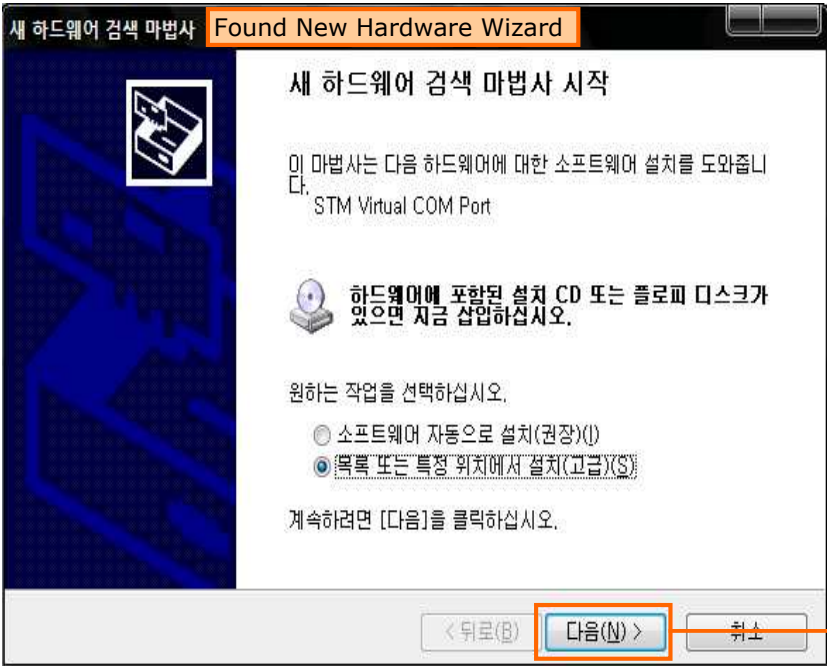 새 하드웨어 검색 마법사 Found New Hardware Wizard
새 하드웨어 검색 마법사 시작
이 마법사는 다음 하드웨어에 대한 소프트웨어 설치를 도와줍니
다.
STM Virtual COM Port
하드웨어에 포함된 설치 CD 또는 플로피 디스크가
있으면 지금 삽입하십시오.
원하는 작업을 선택하십시오.
소프트웨어 자동으로 설치(권장)(I)
목록 또는 특정 위치에서 설치(고급)(S)
계속하려면 [다음]을 클릭하십시오.
< 뒤로(B) 다음(N) > 취소